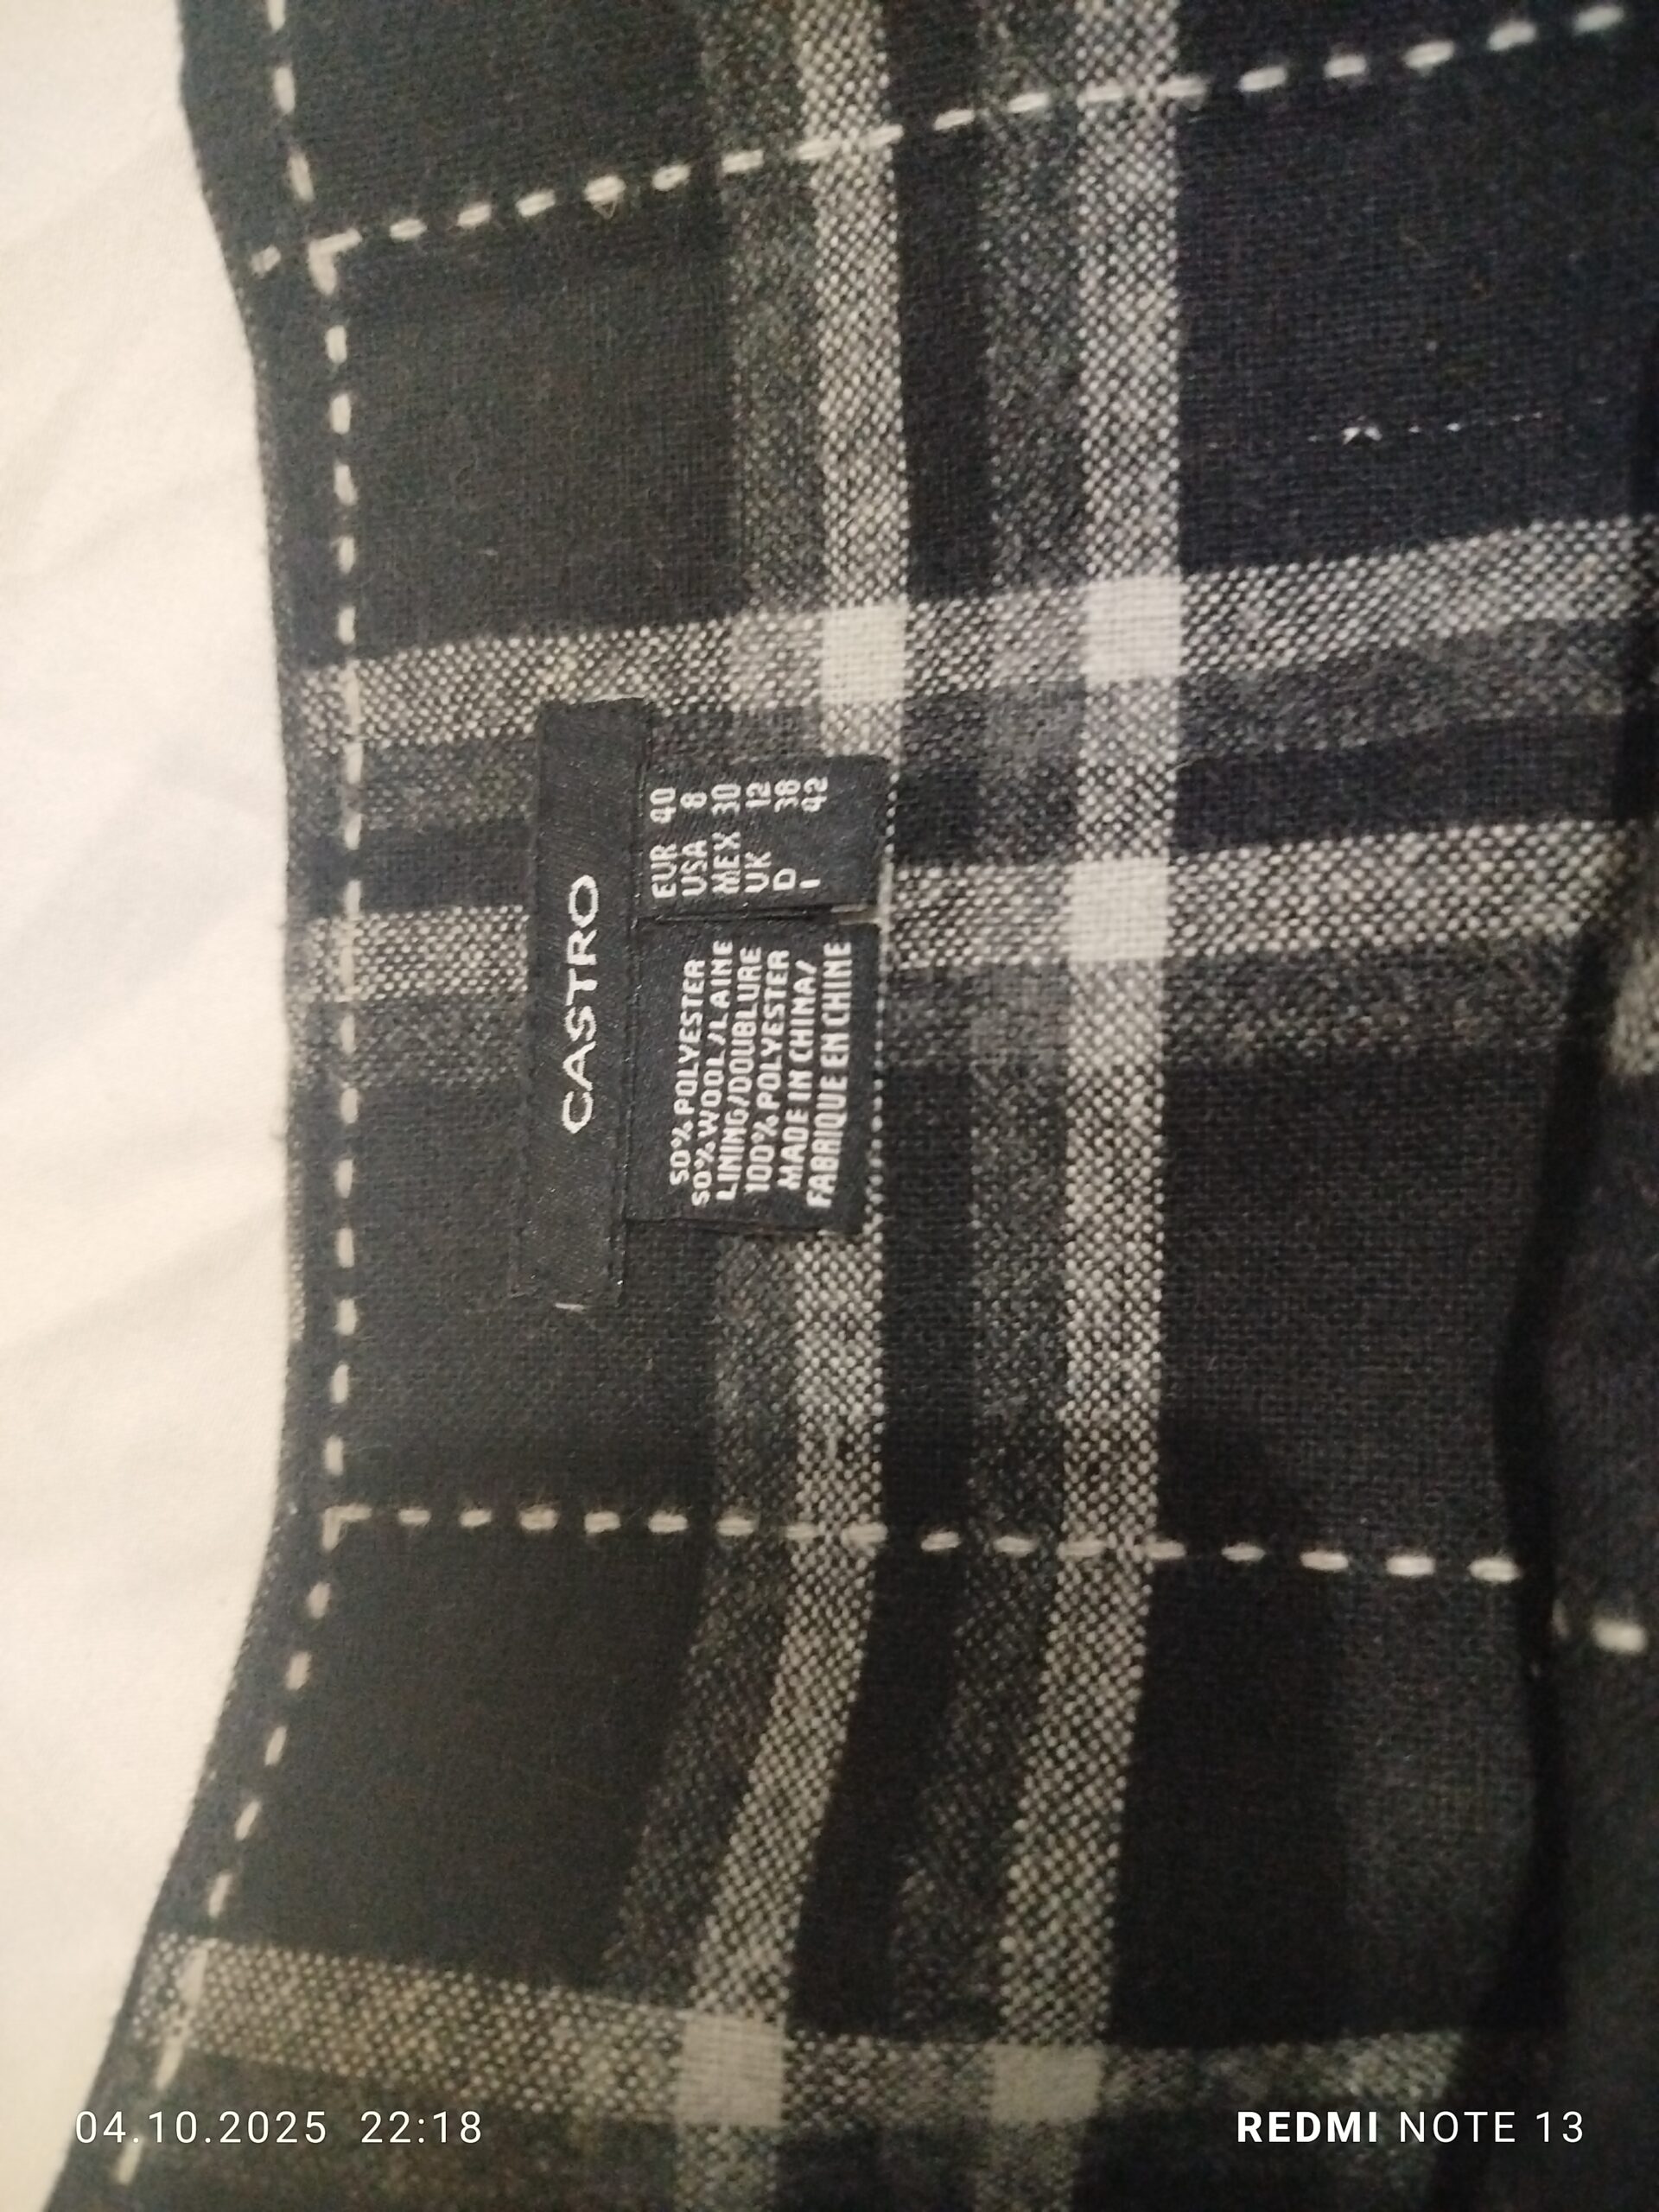 CASTRO
EUR 40
USA 8
MEX 30
UK 12
D 38
I 42
50% POLYESTER
50% WOOL/LAINE
LINING/DOUBLURE
100% POLYESTER
MADE IN CHINA/
FABRIQUE EN CHINE
04.10.2025 22:18
REDMI NOTE 13